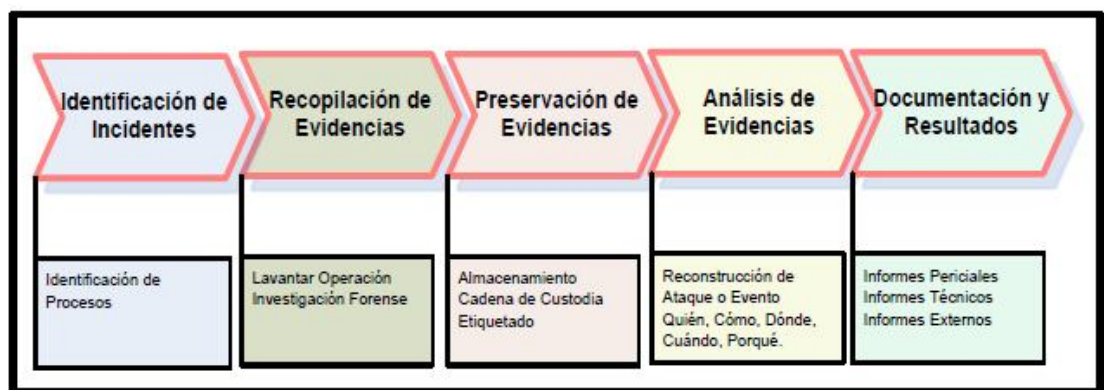 Identificación de
Incidentes
Recopilación de
Evidencias
Preservación de
Evidencias
Análisis de
Evidencias
Documentación y
Resultados
Identificación de
Procesos
Lavantar Operación
Investigación Forense
Almacenamiento
Cadena de Custodia
Etiquetado
Reconstrucción de
Ataque o Evento
Quién, Cómo, Dónde,
Cuándo, Porqué.
Informes Periciales
Informes Técnicos
Informes Externos